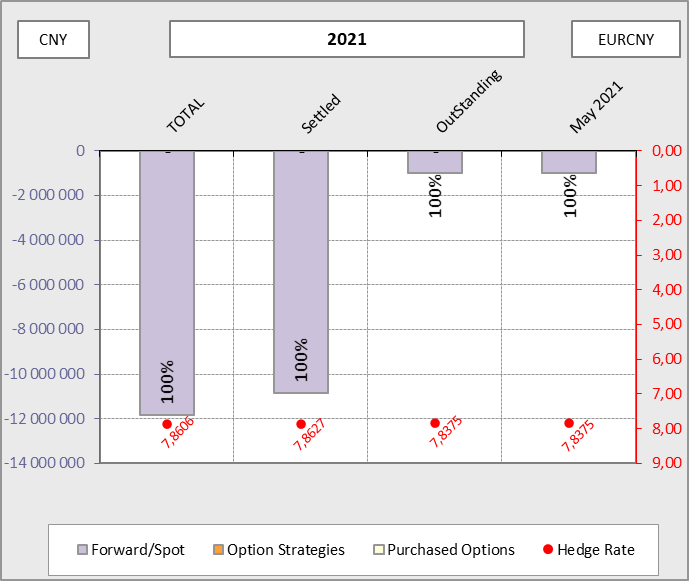 CNY
2021
EURCNY
TOTAL
Settled
OutStanding
May 2021
0
-2 000 000
-4 000 000
-6 000 000
-8 000 000
-10 000 000
-12 000 000
-14 000 000
0,00
1,00
2,00
3,00
4,00
5,00
6,00
7,00
8,00
9,00
100%
100%
100%
100%
7,8606
7,8627
7,8375
7,8375
Forward/Spot
Option Strategies
Purchased Options
Hedge Rate